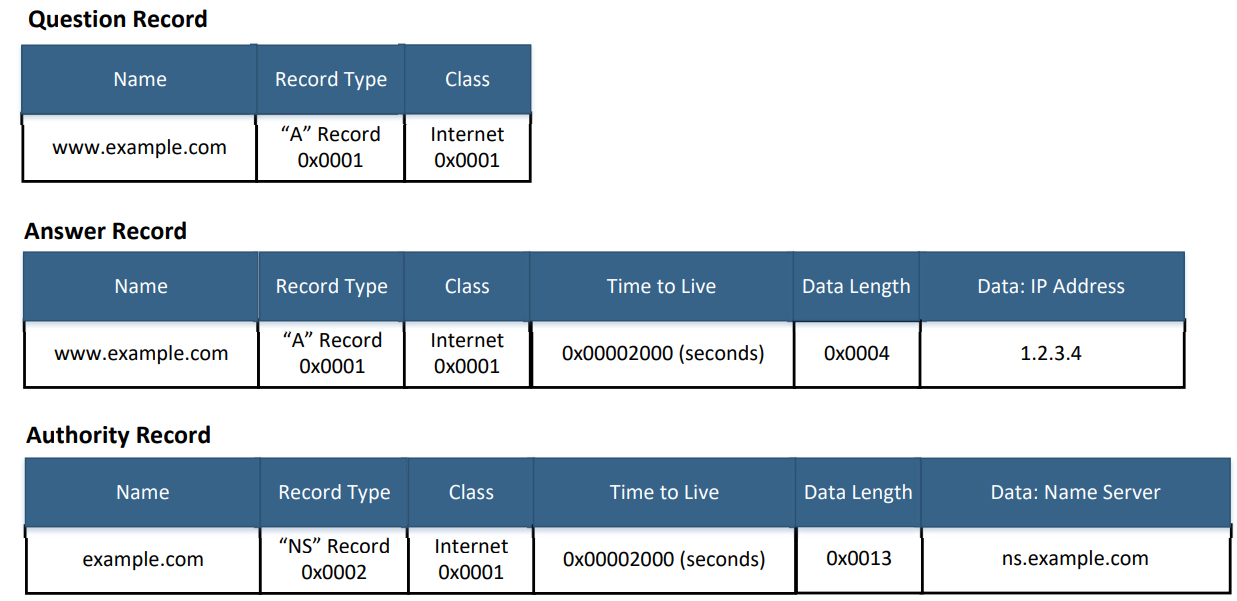 Question Record
Name Record Type Class
www.example.com “A” Record 0x0001 Internet 0x0001
Answer Record
Name Record Type Class Time to Live Data Length Data: IP Address
www.example.com “A” Record 0x0001 Internet 0x0001 0x00002000 (seconds) 0x0004 1.2.3.4
Authority Record
Name Record Type Class Time to Live Data Length Data: Name Server
example.com “NS” Record 0x0002 Internet 0x0001 0x00002000 (seconds) 0x0013 ns.example.com